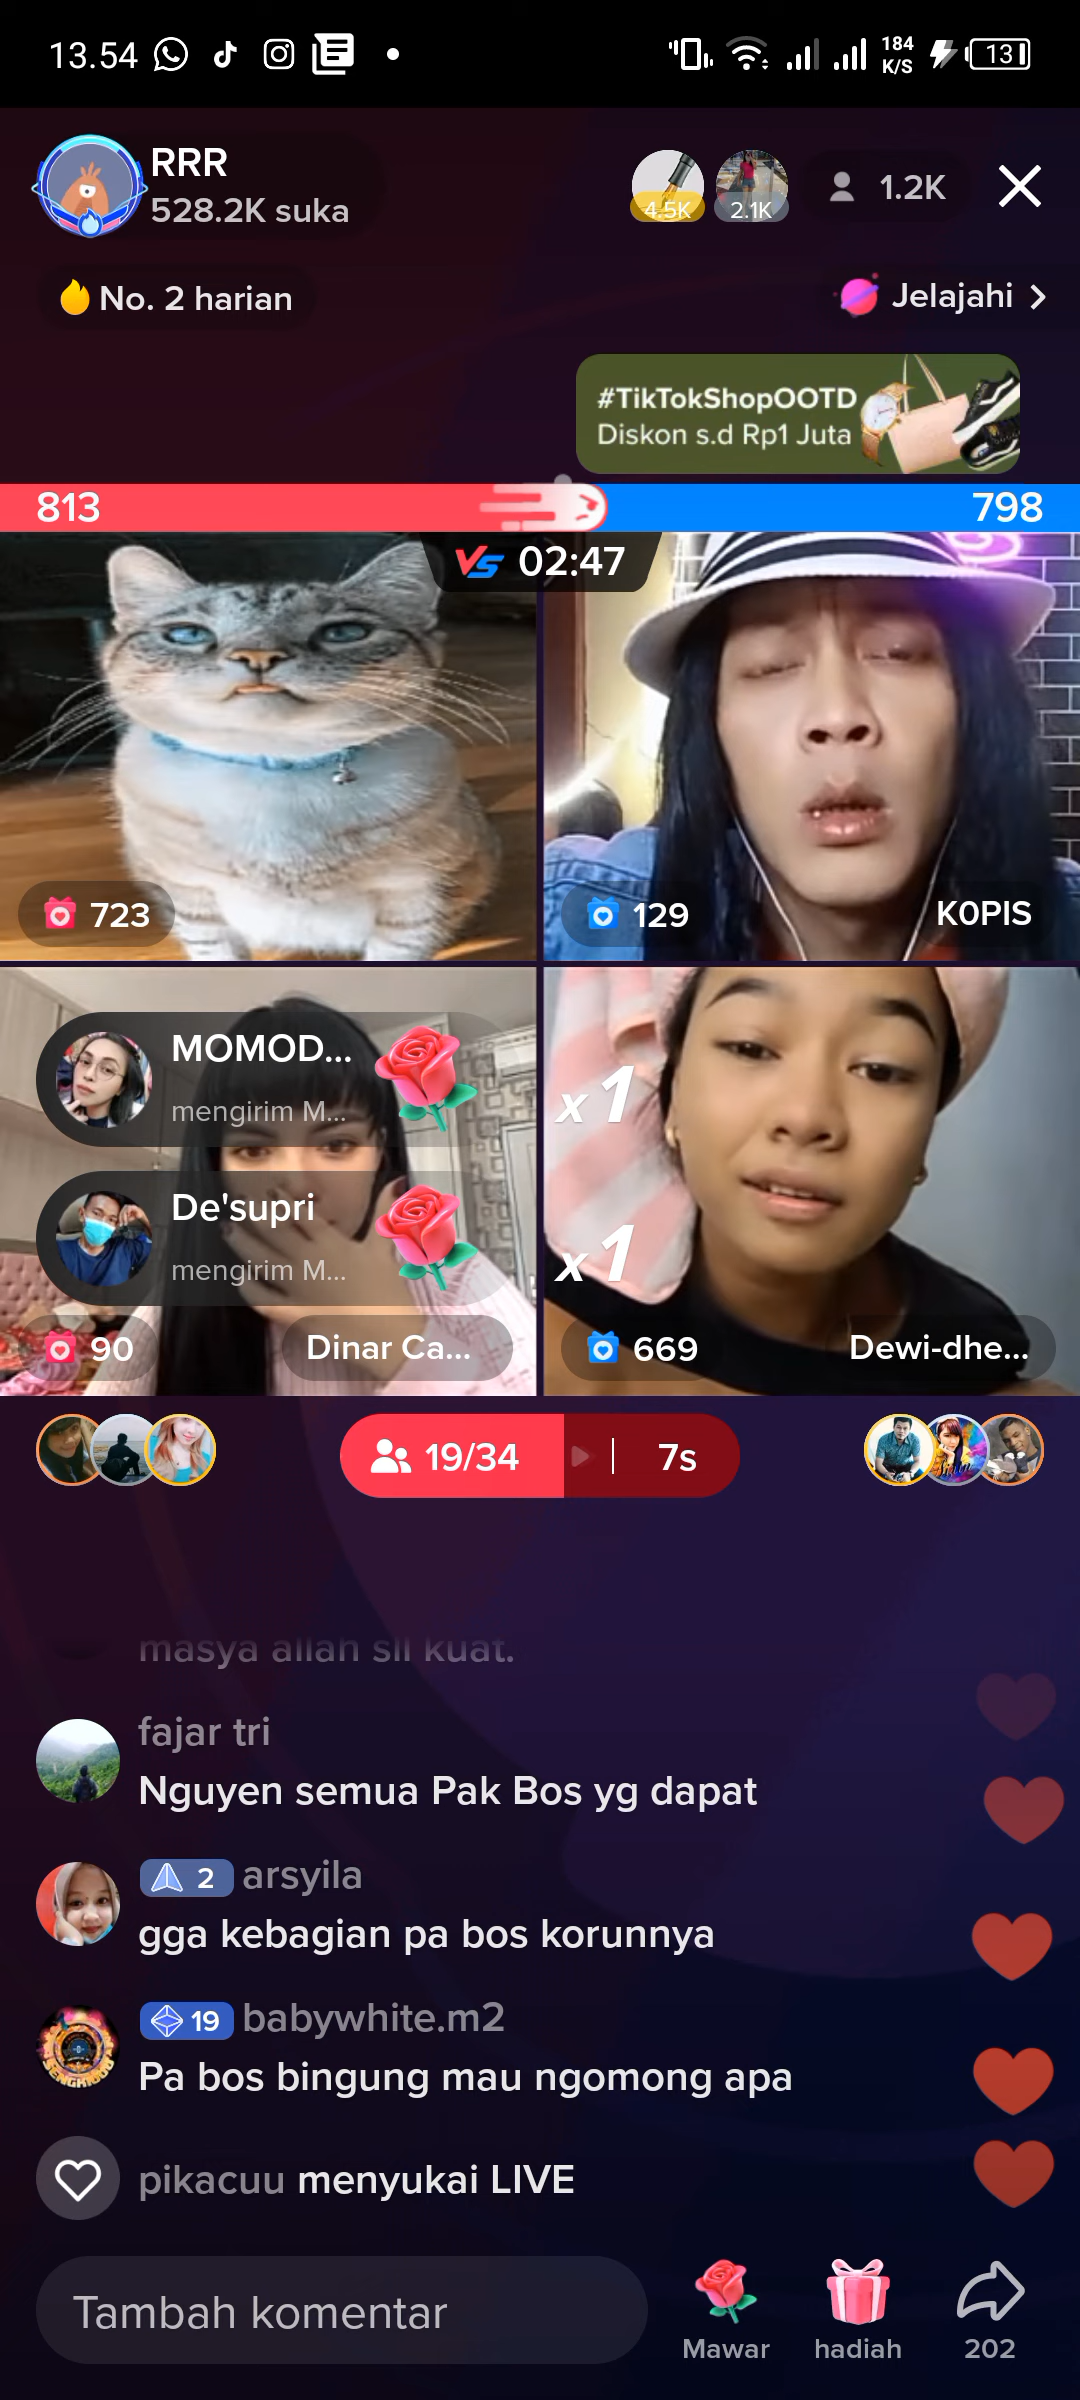 13.54
184
K/S
13
RRR
528.2K suka
4.5K
2.1K
1.2K
No. 2 harian
Jelajahi
#TikTokShopOOTD
Diskon s.d Rp1 Juta
813
798
VS 02:47
723
129
K0PIS
MOMOD...
mengirim M...
x1
De'supri
mengirim M...
x1
90
Dinar Ca...
669
Dewi-dhe...
19/34
7s
masya allah sll kuat.
fajar tri
Nguyen semua Pak Bos yg dapat
2 arsyila
gga kebagian pa bos korunnya
19 babywhite.m2
Pa bos bingung mau ngomong apa
pikacuu menyukai LIVE
Tambah komentar
Mawar
hadiah
202